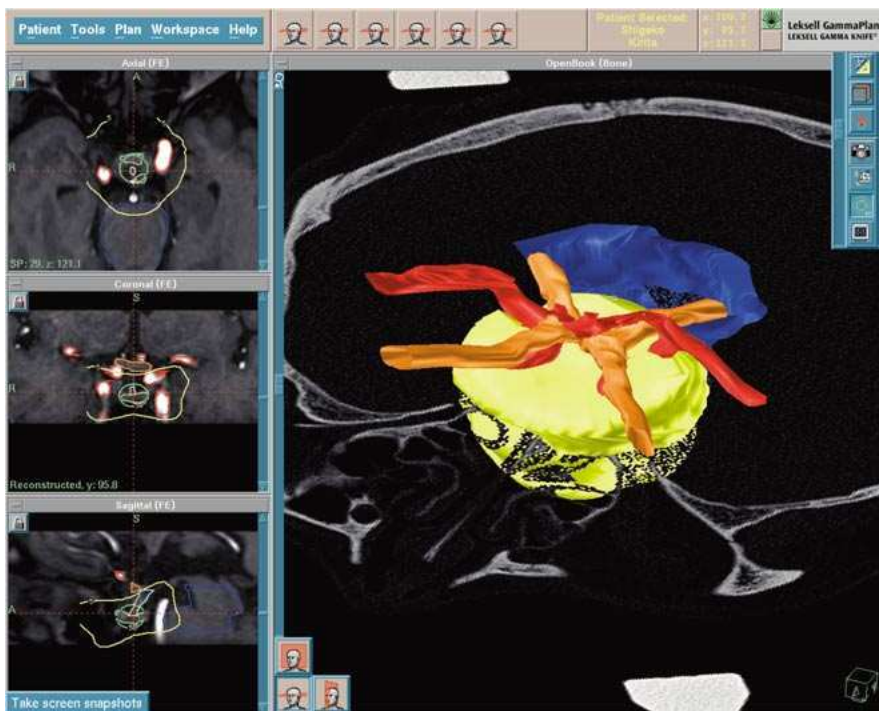 Patient Tools Plan Workspace Help
Patient Selected:
Shigeko
Leksell GammaPlan
LEKSELL GAMMA KNIFE®
Axial (FE)
A
R
SP: 29, z: 121.1
Coronal (FE)
S
R
Reconstructed, y: 95.8
Sagittal (FE)
S
A
Take screen snapshots
OpenBook (Bone)